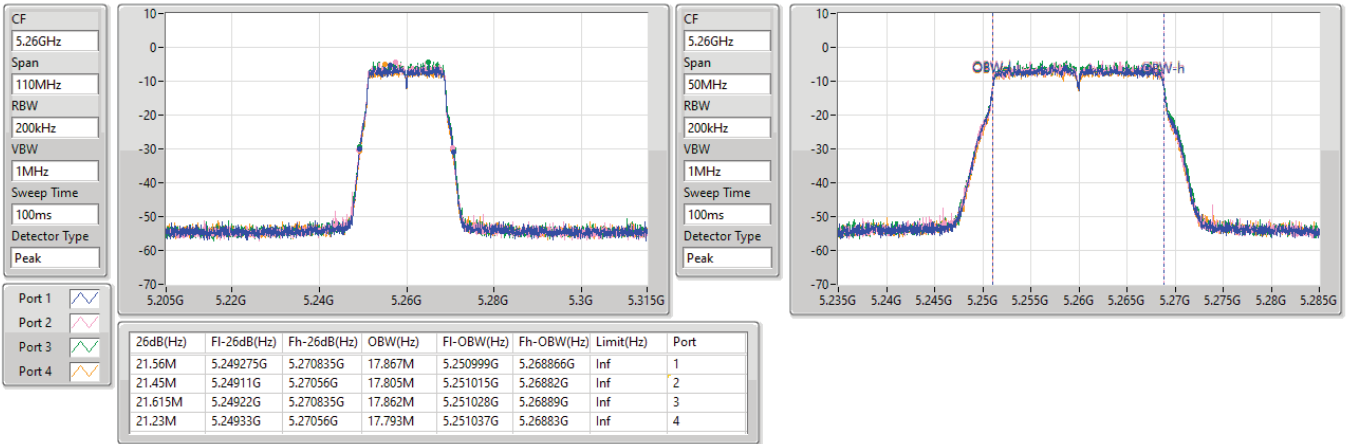 CF
5.26GHz
Span
110MHz
RBW
200kHz
VBW
1MHz
Sweep Time
100ms
Detector Type
Peak
10-
0-
-10-
-20-
-30-
-40-
-50-
-60-
-70-
5.205G 5.22G 5.24G 5.26G 5.28G 5.3G 5.315G
CF
5.26GHz
Span
50MHz
RBW
200kHz
VBW
1MHz
Sweep Time
100ms
Detector Type
Peak
10-
0-
-10-
-20-
-30-
-40-
-50-
-60-
-70-
OBW-h
5.235G 5.24G 5.245G 5.25G 5.255G 5.26G 5.265G 5.27G 5.275G 5.28G 5.285G
Port 1
Port 2
Port 3
Port 4
26dB(Hz) Fl-26dB(Hz) Fh-26dB(Hz) OBW(Hz) Fl-OBW(Hz) Fh-OBW(Hz) Limit(Hz) Port
21.56M 5.249275G 5.270835G 17.867M 5.250999G 5.268866G Inf 1
21.45M 5.24911G 5.27056G 17.805M 5.251015G 5.26882G Inf 2
21.615M 5.24922G 5.270835G 17.862M 5.251028G 5.26889G Inf 3
21.23M 5.24933G 5.27056G 17.793M 5.251037G 5.26883G Inf 4